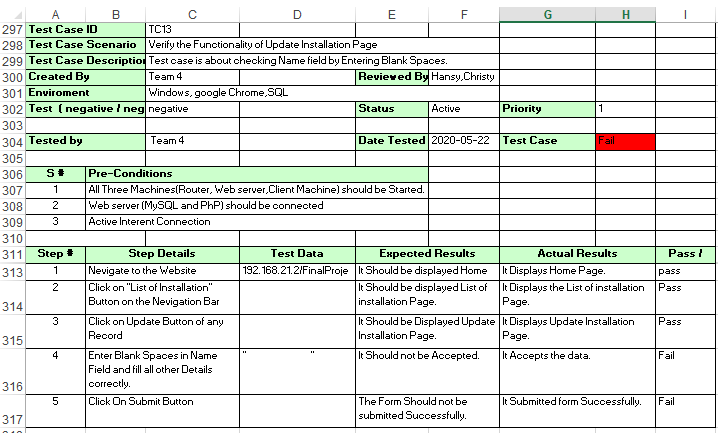 A B C D E F G H I
297 Test Case ID TC13
298 Test Case Scenario Verify the Functionality of Update Installation Page
299 Test Case Description Test case is about checking Name field by Entering Blank Spaces.
300 Created By Team 4 Reviewed By Hansy,Christy
301 Enviroment Windows, google Chrome,SQL
302 Test ( negative / neg negative Status Active Priority 1
303
304 Tested by Team 4 Date Tested 2020-05-22 Test Case Fail
305
306 S # Pre-Conditions
307 1 All Three Machines(Router, Web server,Client Machine) should be Started.
308 2 Web server (MySQL and PhP) should be connected
309 3 Active Interent Connection
310
311 Step # Step Details Test Data Expected Results Actual Results Pass /
313 1 Nevigate to the Website 192.168.21.2/FinalProje It Should be displayed Home It Displays Home Page. pass
2 Click on "List of Installation" It Should be displayed List of It Displays the List of installation Pass
314 Button on the Nevigation Bar installation Page. Page.
3 Click on Update Button of any It Should be Displayed Update It Displays Update Installation Pass
315 Record Installation Page. Page.
4 Enter Blank Spaces in Name " " It Should not be Accepted. It Accepts the data. Fail
Field and fill all other Details
316 correctly.
5 Click On Submit Button The Form Should not be It Submitted form Successfully. Fail
317 submitted Successfully.